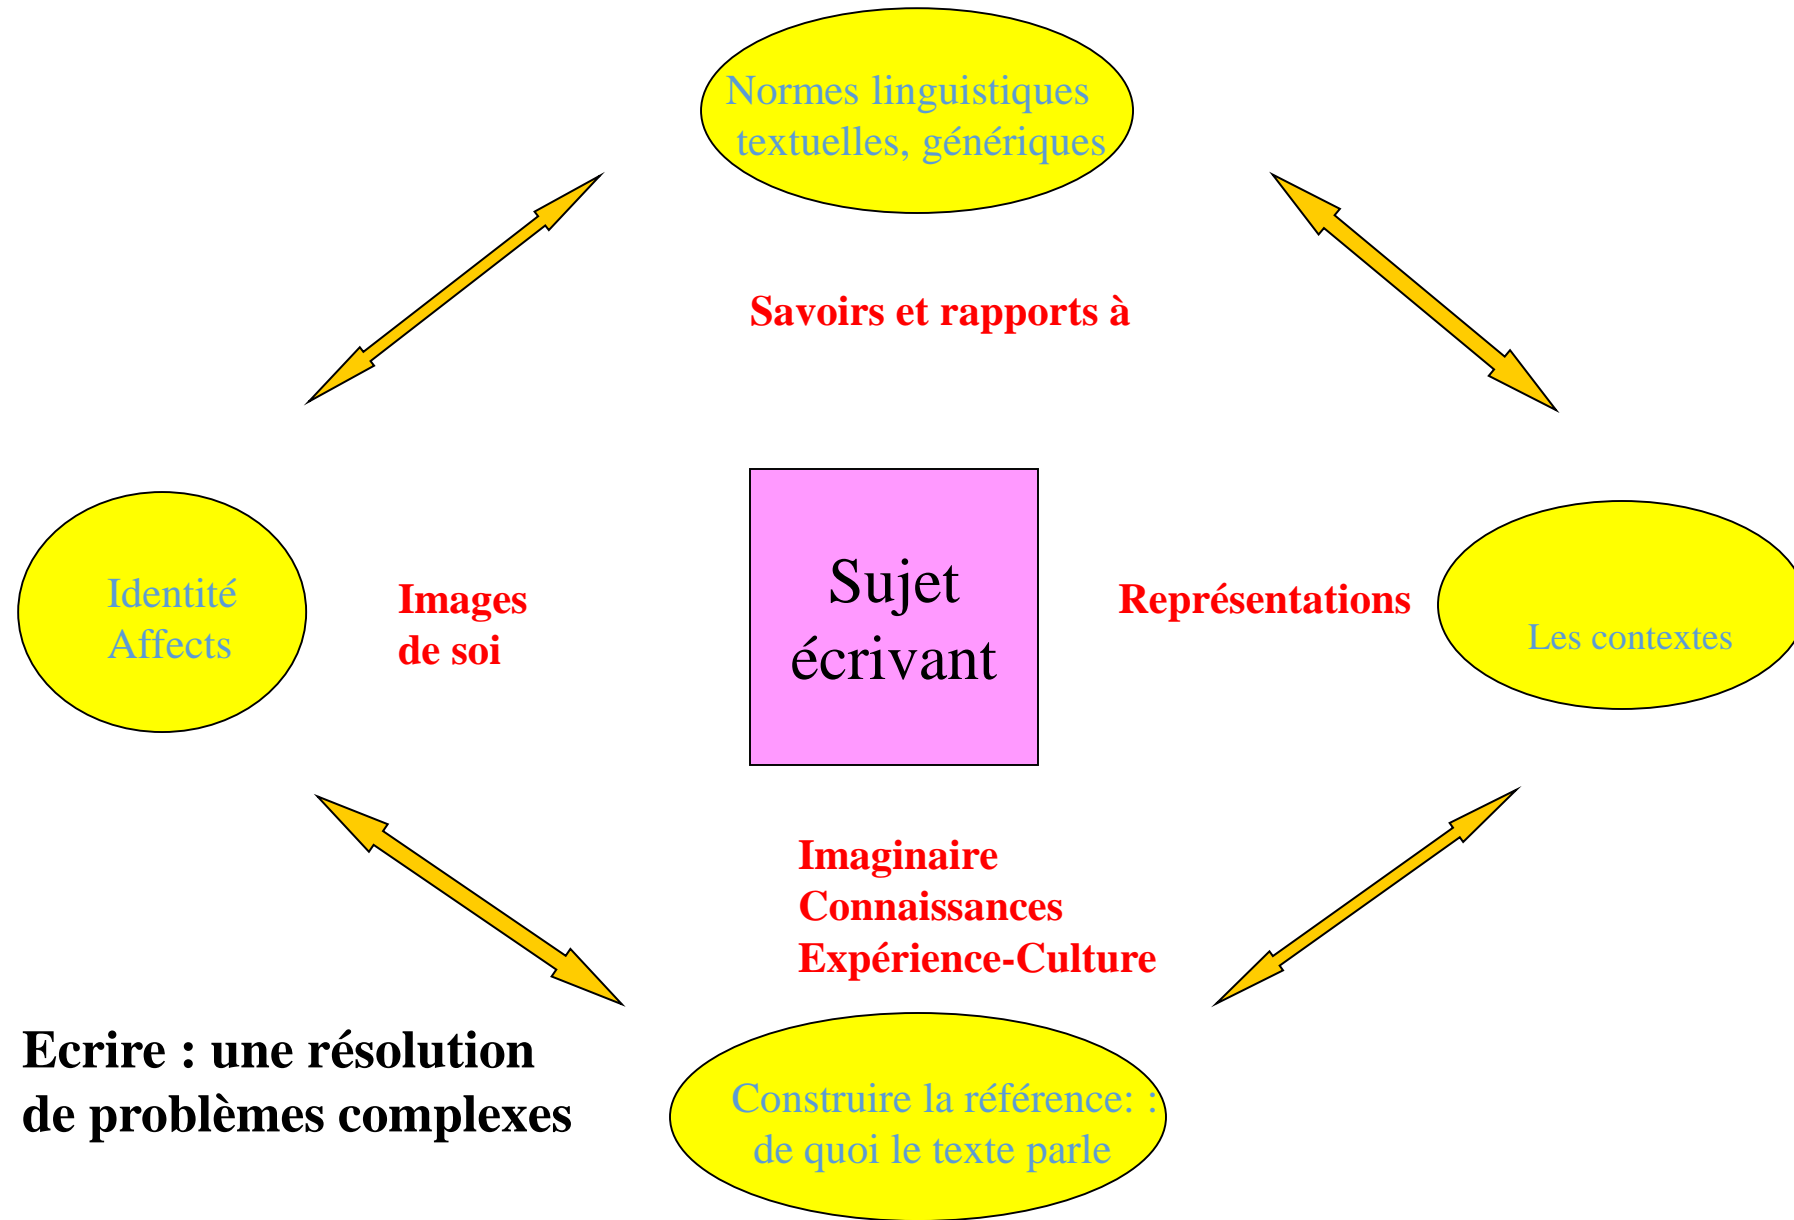 Normes linguistiques
textuelles, génériques
Savoirs et rapports à
Identité
Affects
Images
de soi
Sujet
écrivant
Représentations
Les contextes
Imaginaire
Connaissances
Expérience-Culture
Ecrire : une résolution
de problèmes complexes
Construire la référence: :
de quoi le texte parle